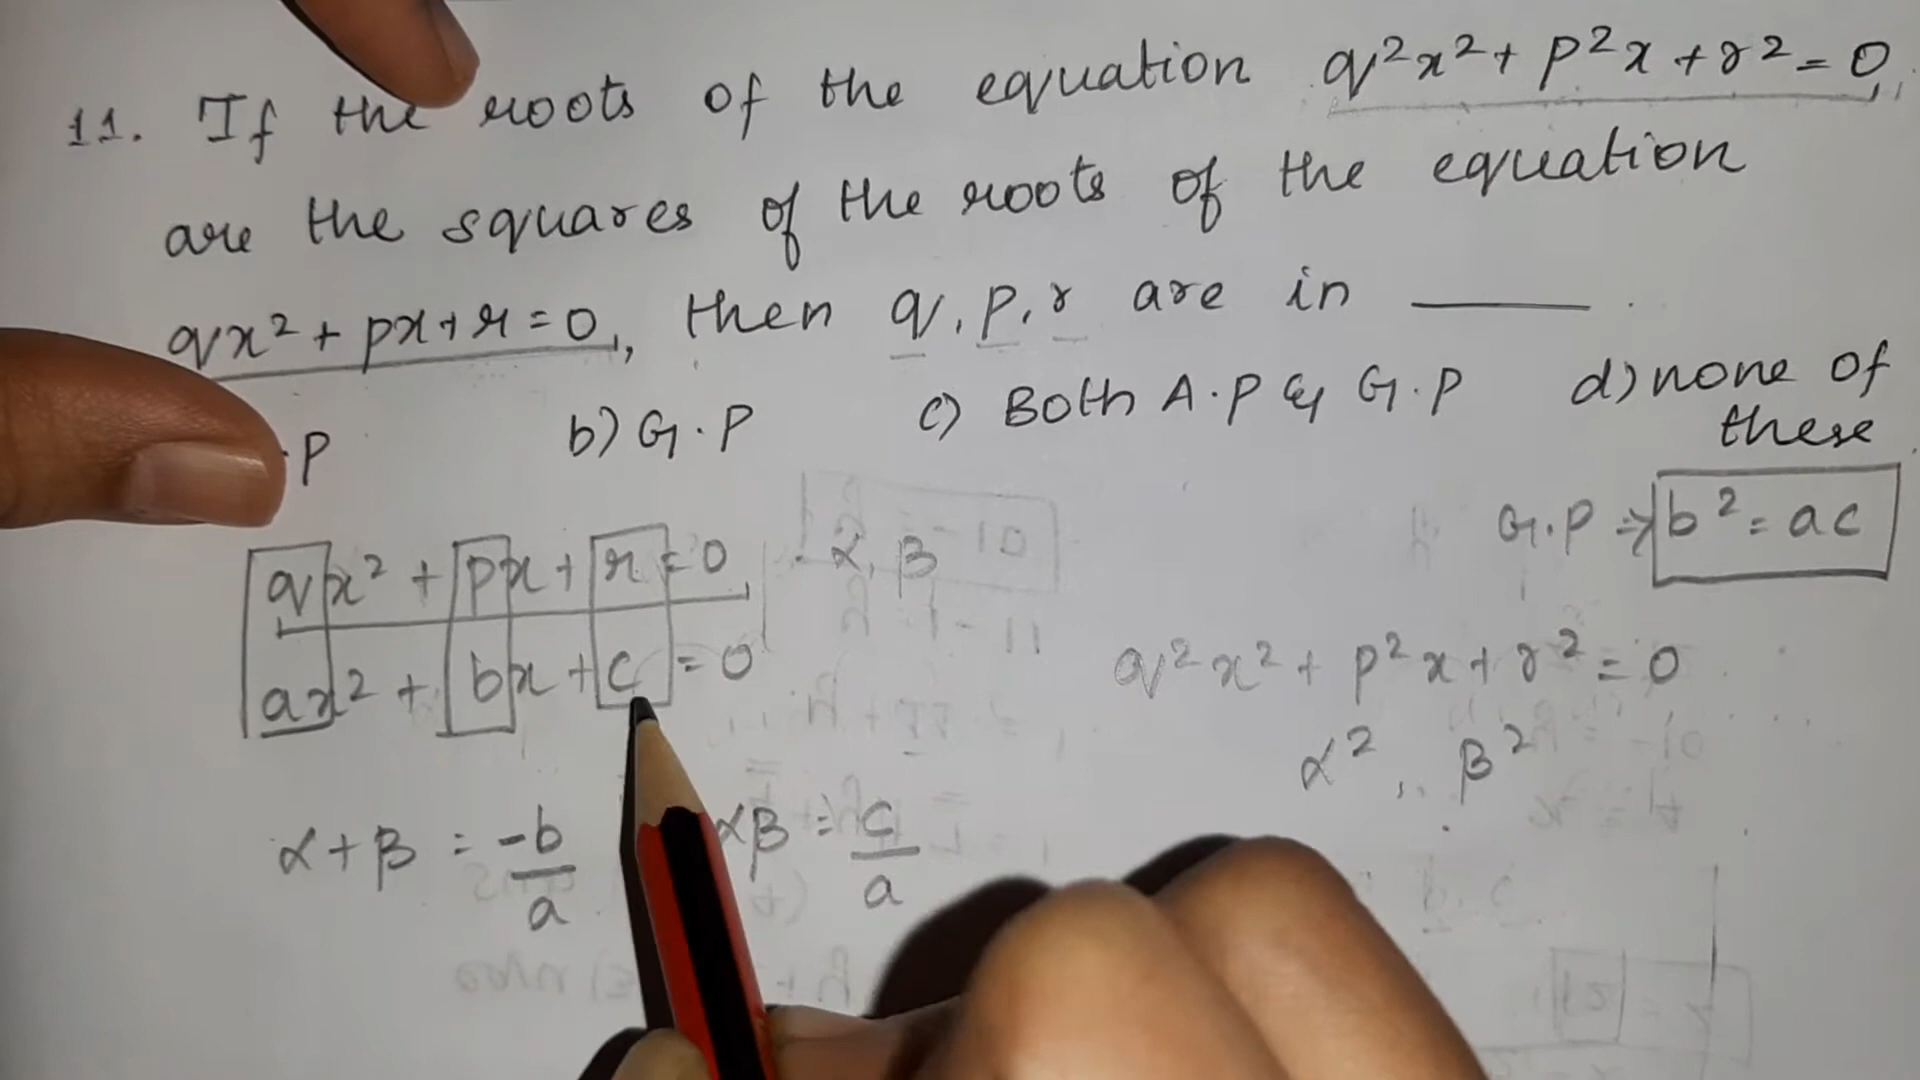 11. If the roots of the equation q²x² + p²x + r² = 0,
are the squares of the roots of the equation
qx² + px + r = 0, then q, p, r are in ______ .
.P b) G.P c) Both A.P & G.P d) none of
these
G.P ⇒ b² = ac
qx² + px + r = 0 α, β
ax² + bx + c = 0
q²x² + p²x + r² = 0
α², β²
α + β = -b/a αβ = c/a